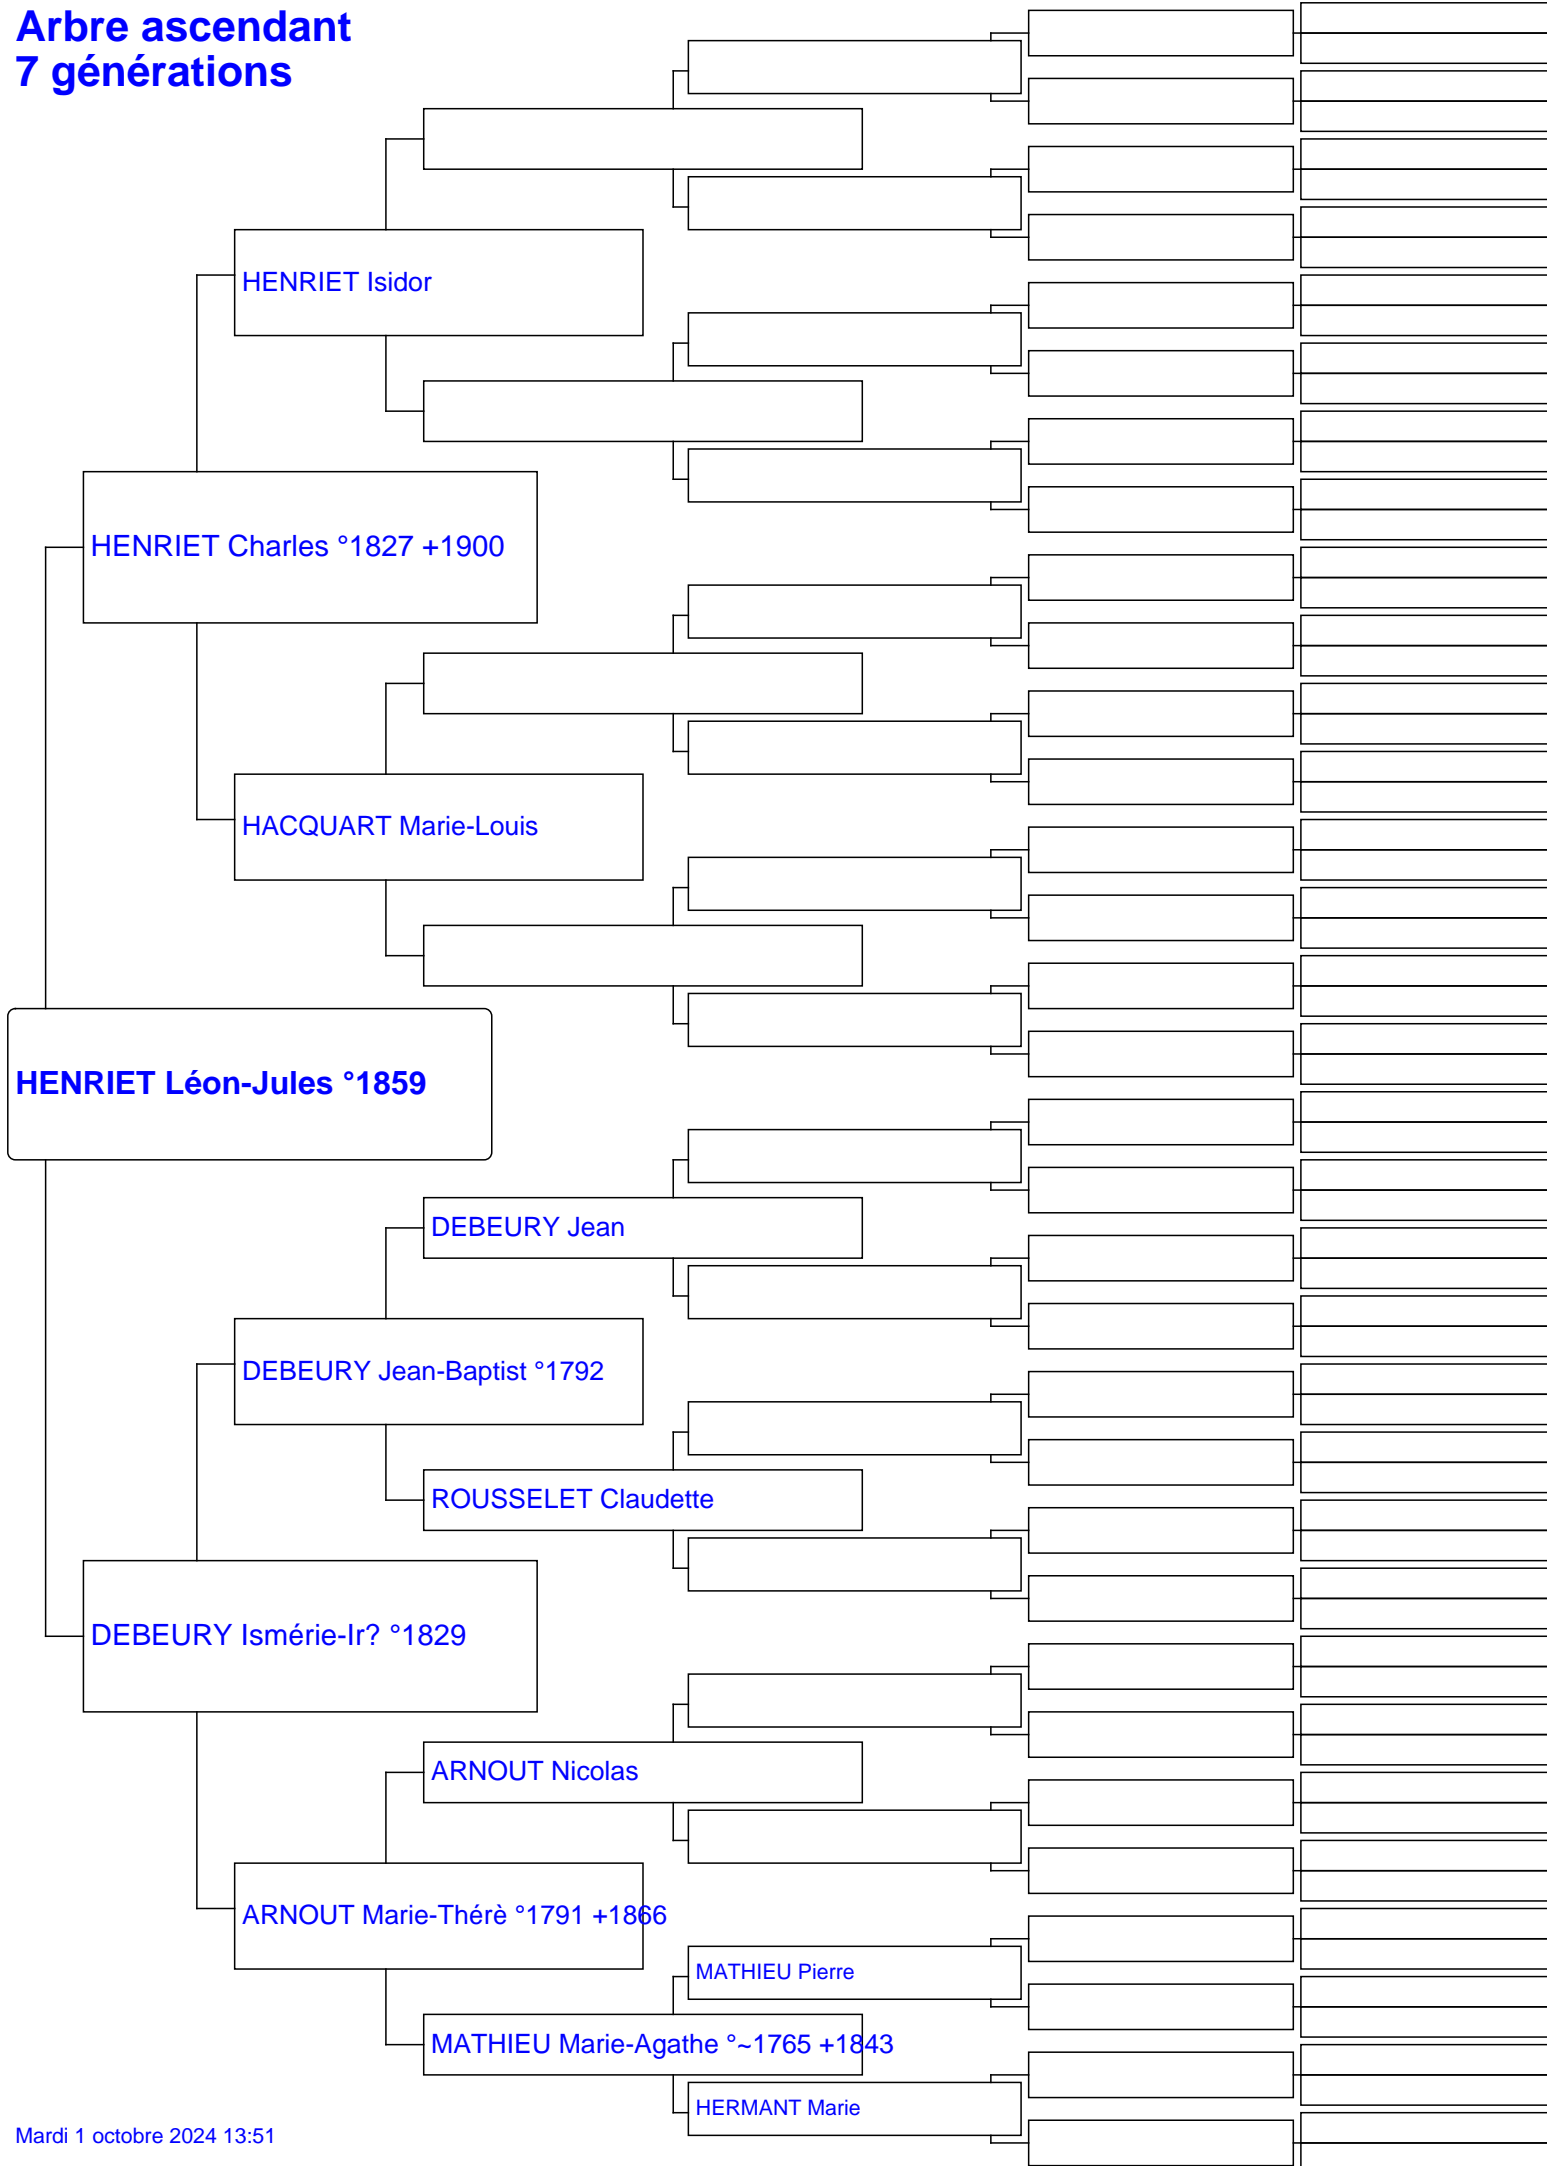 Arbre ascendant
7 générations
HENRIET Isidor
HENRIET Charles °1827 +1900
HACQUART Marie-Louis
HENRIET Léon-Jules °1859
DEBEURY Jean
DEBEURY Jean-Baptist °1792
ROUSSELET Claudette
DEBEURY Ismérie-Ir? °1829
ARNOUT Nicolas
ARNOUT Marie-Thérè °1791 +1866
MATHIEU Pierre
MATHIEU Marie-Agathe °~1765 +1843
HERMANT Marie
Mardi 1 octobre 2024 13:51